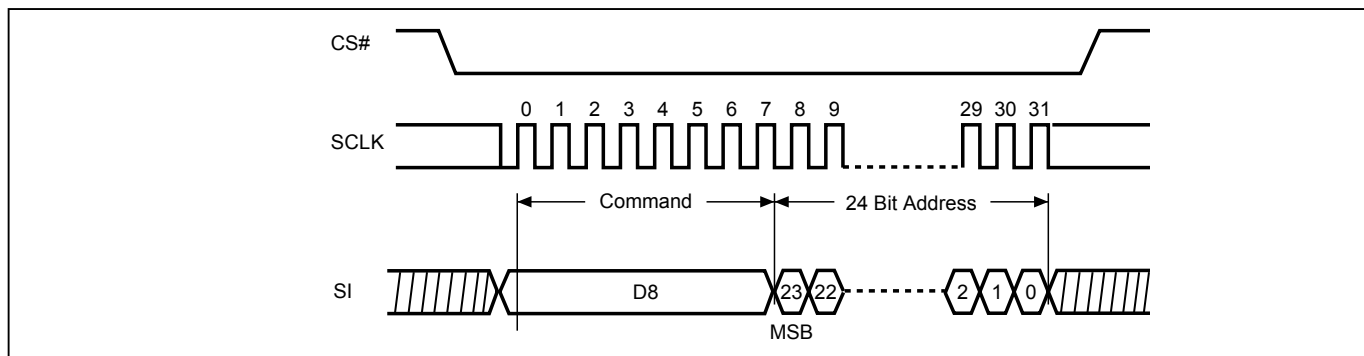 CS#
0 1 2 3 4 5 6 7 8 9 29 30 31
SCLK
Command 24 Bit Address
SI D8 23 22 2 1 0
MSB